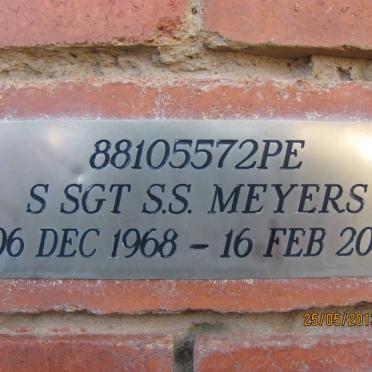 88105572PE
S SGT S.S. MEYERS
06 DEC 1968 – 16 FEB 20
25/05/201